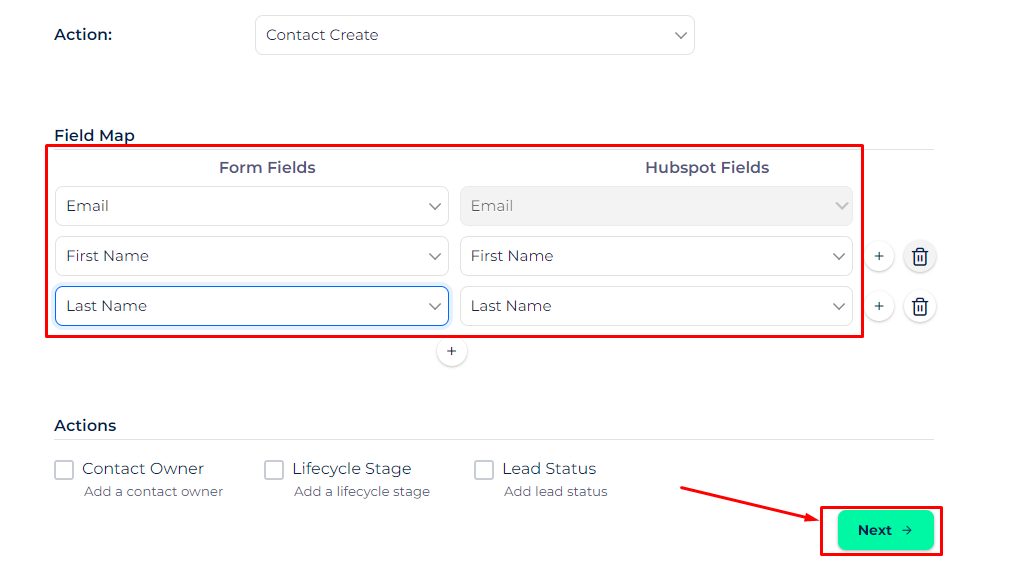 Action: Contact Create
Field Map
Form Fields Hubspot Fields
Email Email
First Name First Name +
Last Name Last Name +
+
Actions
Contact Owner Lifecycle Stage Lead Status
Add a contact owner Add a lifecycle stage Add lead status
Next →